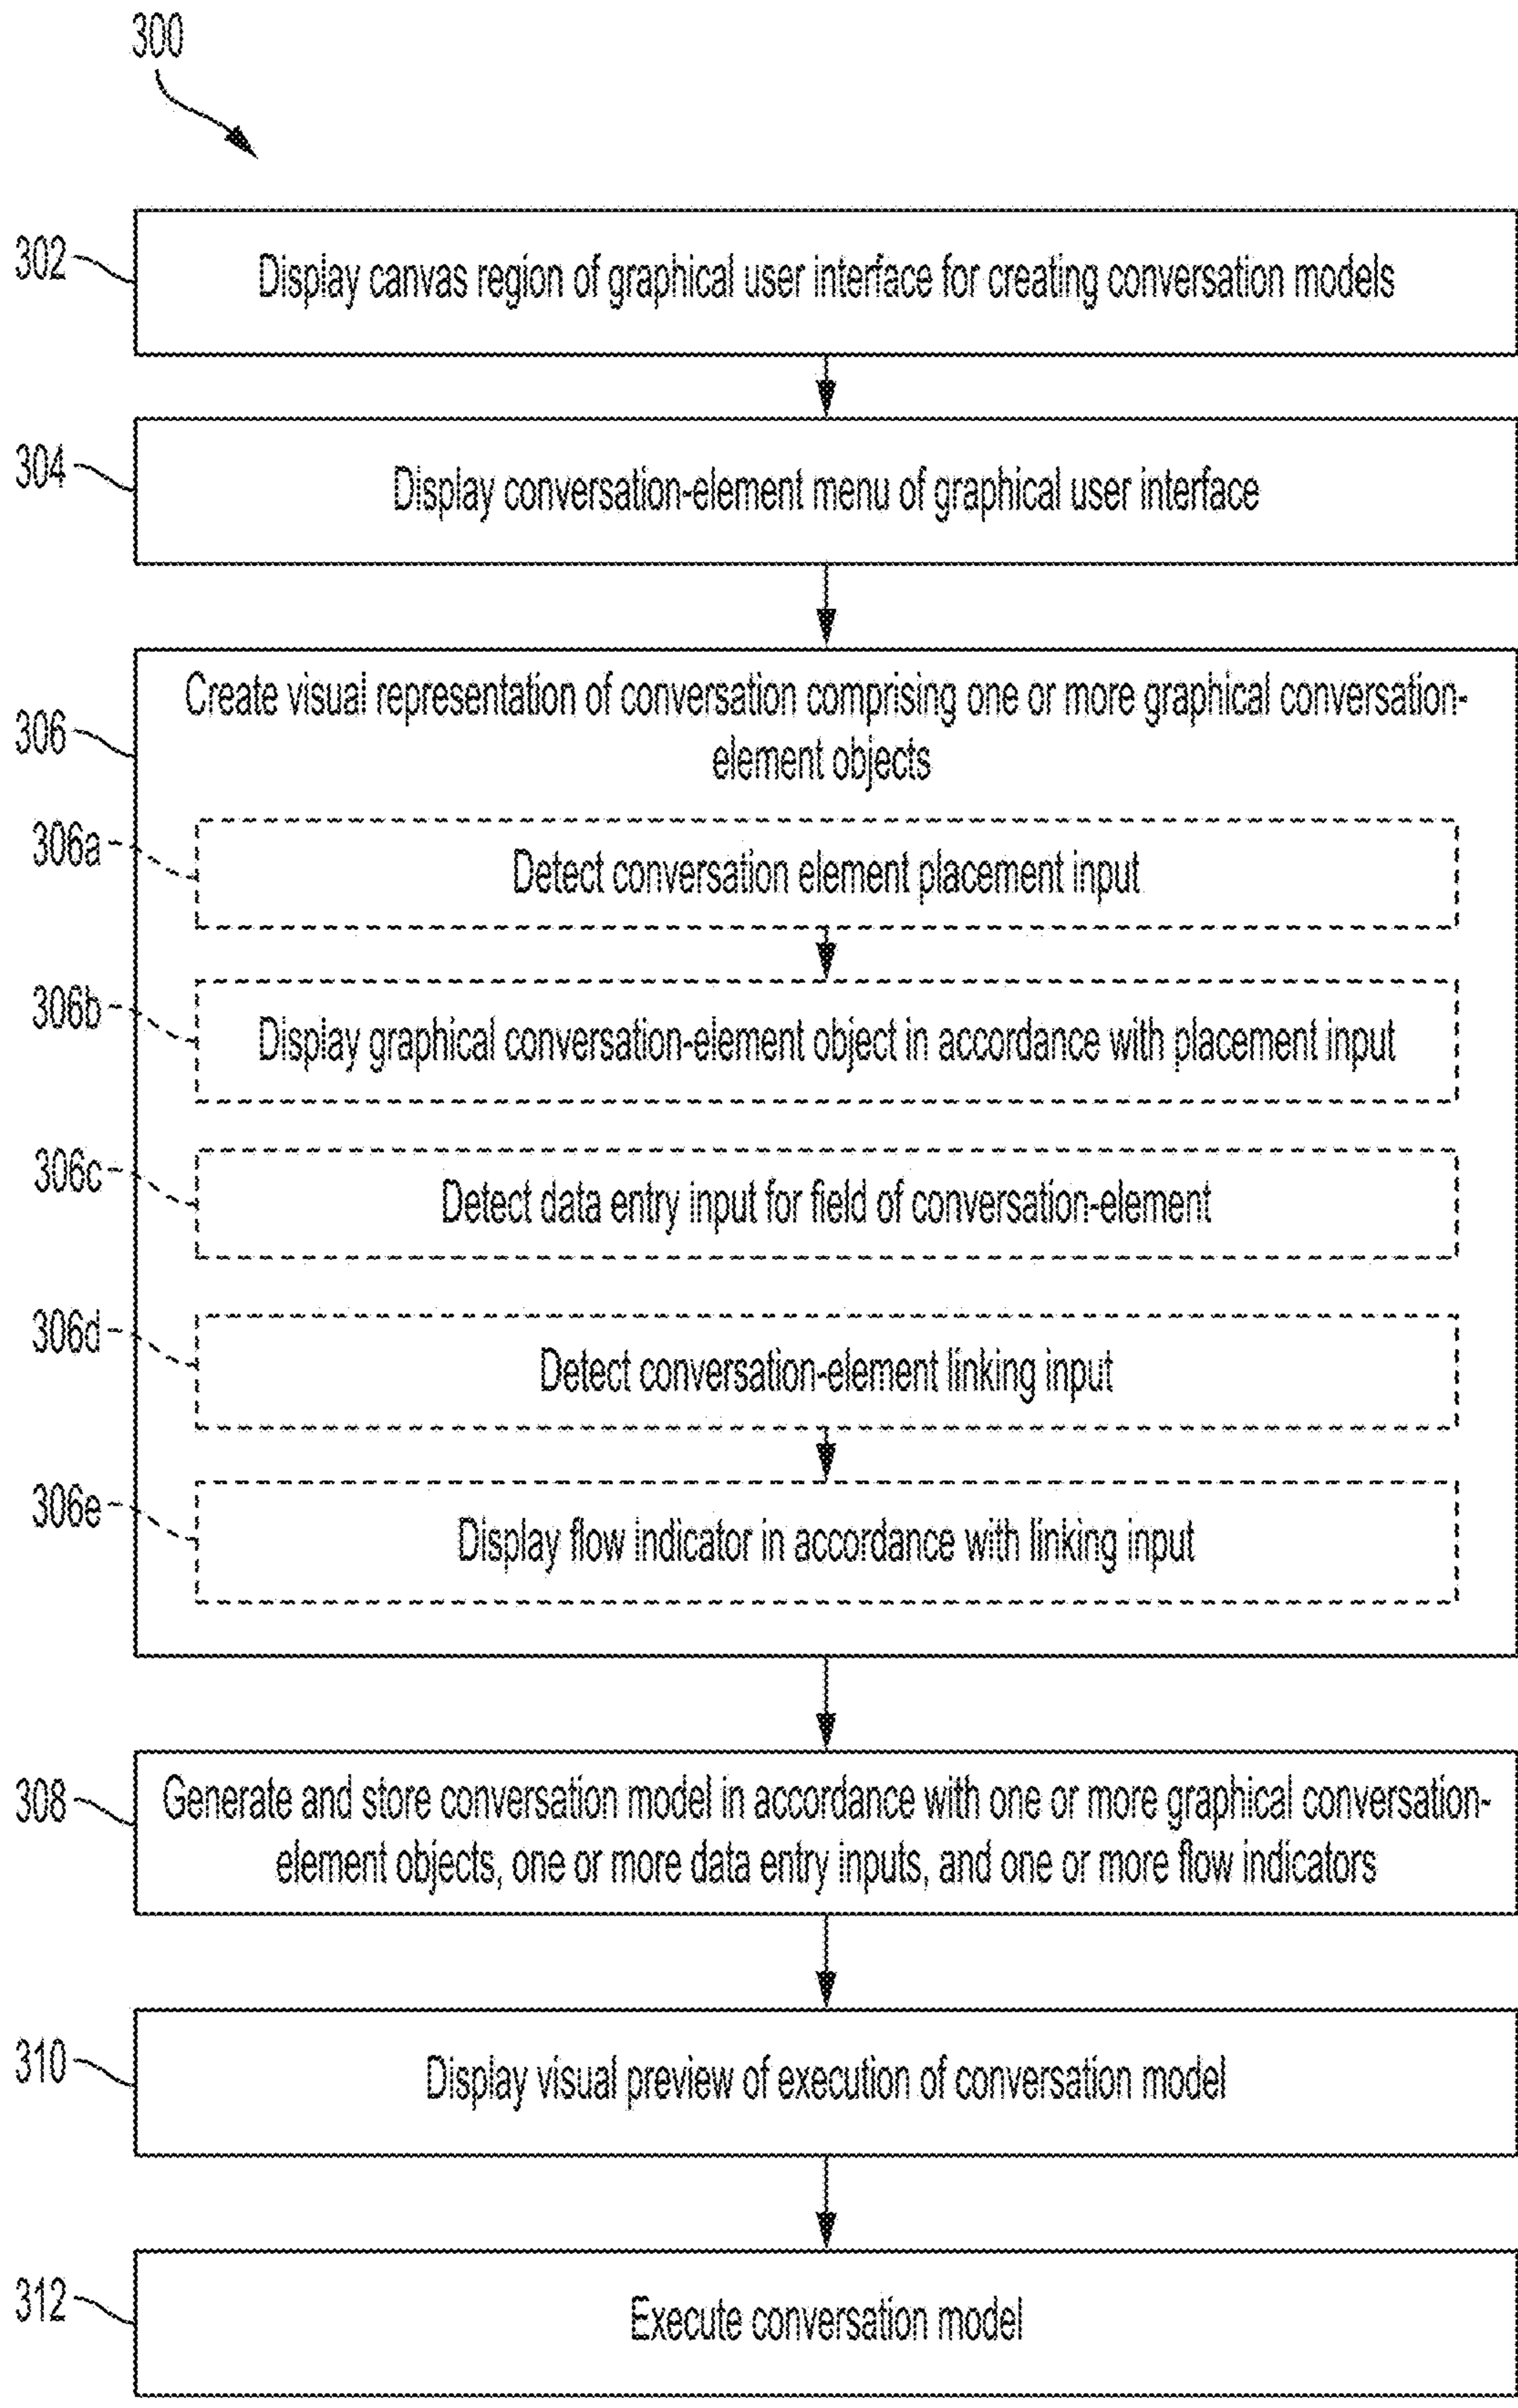 300
302
Display canvas region of graphical user interface for creating conversation models
304
Display conversation-element menu of graphical user interface
306
Create visual representation of conversation comprising one or more graphical conversation-
element objects
306a
Detect conversation element placement input
306b
Display graphical conversation-element object in accordance with placement input
306c
Detect data entry input for field of conversation-element
306d
Detect conversation-element linking input
306e
Display flow indicator in accordance with linking input
308
Generate and store conversation model in accordance with one or more graphical conversation-
element objects, one or more data entry inputs, and one or more flow indicators
310
Display visual preview of execution of conversation model
312
Execute conversation model